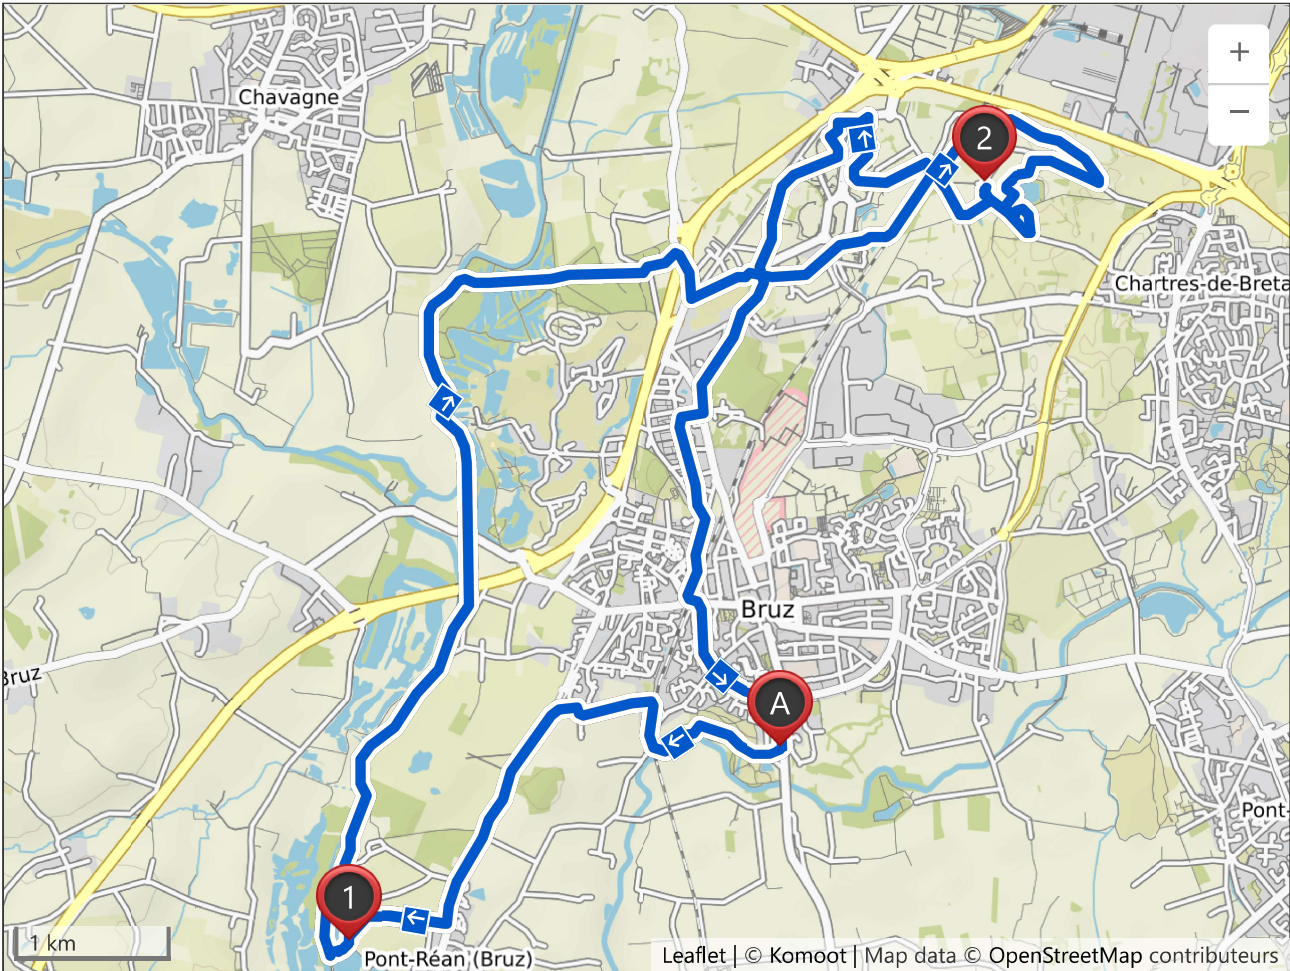 Chavagne
+
−
2
Chartres-de-Breta
Bruz
Bruz
A
Pont-
1
1 km
Pont-Réan (Bruz)
Leaflet | © Komoot | Map data © OpenStreetMap contributeurs